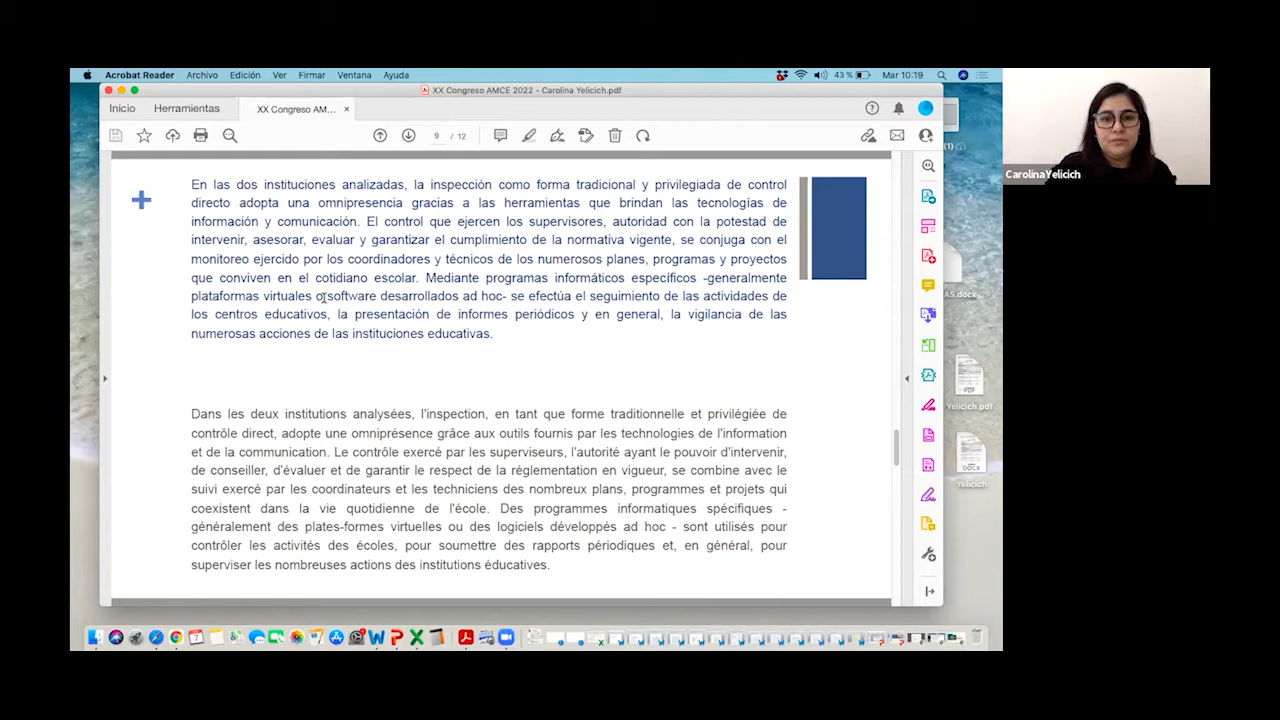 Acrobat Reader Archivo Edición Ver Firmar Ventana Ayuda 43 % Mar 10:19
XX Congreso AMCE 2022 - Carolina Yelicich.pdf
Inicio Herramientas XX Congreso AM... ×
9 / 12
En las dos instituciones analizadas, la inspección como forma tradicional y privilegiada de control
directo adopta una omnipresencia gracias a las herramientas que brindan las tecnologías de
información y comunicación. El control que ejercen los supervisores, autoridad con la potestad de
intervenir, asesorar, evaluar y garantizar el cumplimiento de la normativa vigente, se conjuga con el
monitoreo ejercido por los coordinadores y técnicos de los numerosos planes, programas y proyectos
que conviven en el cotidiano escolar. Mediante programas informáticos específicos -generalmente
plataformas virtuales o software desarrollados ad hoc- se efectúa el seguimiento de las actividades de
los centros educativos, la presentación de informes periódicos y en general, la vigilancia de las
numerosas acciones de las instituciones educativas.
Dans les deux institutions analysées, l'inspection, en tant que forme traditionnelle et privilégiée de
contrôle direct, adopte une omniprésence grâce aux outils fournis par les technologies de l'information
et de la communication. Le contrôle exercé par les superviseurs, l'autorité ayant le pouvoir d'intervenir,
de conseiller, d'évaluer et de garantir le respect de la réglementation en vigueur, se combine avec le
suivi exercé par les coordinateurs et les techniciens des nombreux plans, programmes et projets qui
coexistent dans la vie quotidienne de l'école. Des programmes informatiques spécifiques -
généralement des plates-formes virtuelles ou des logiciels développés ad hoc - sont utilisés pour
contrôler les activités des écoles, pour soumettre des rapports périodiques et, en général, pour
superviser les nombreuses actions des institutions éducatives.
(1)
AS.docx
PDF
Yelicich.pdf
DOCX
Yelicich
Carolina Yelicich